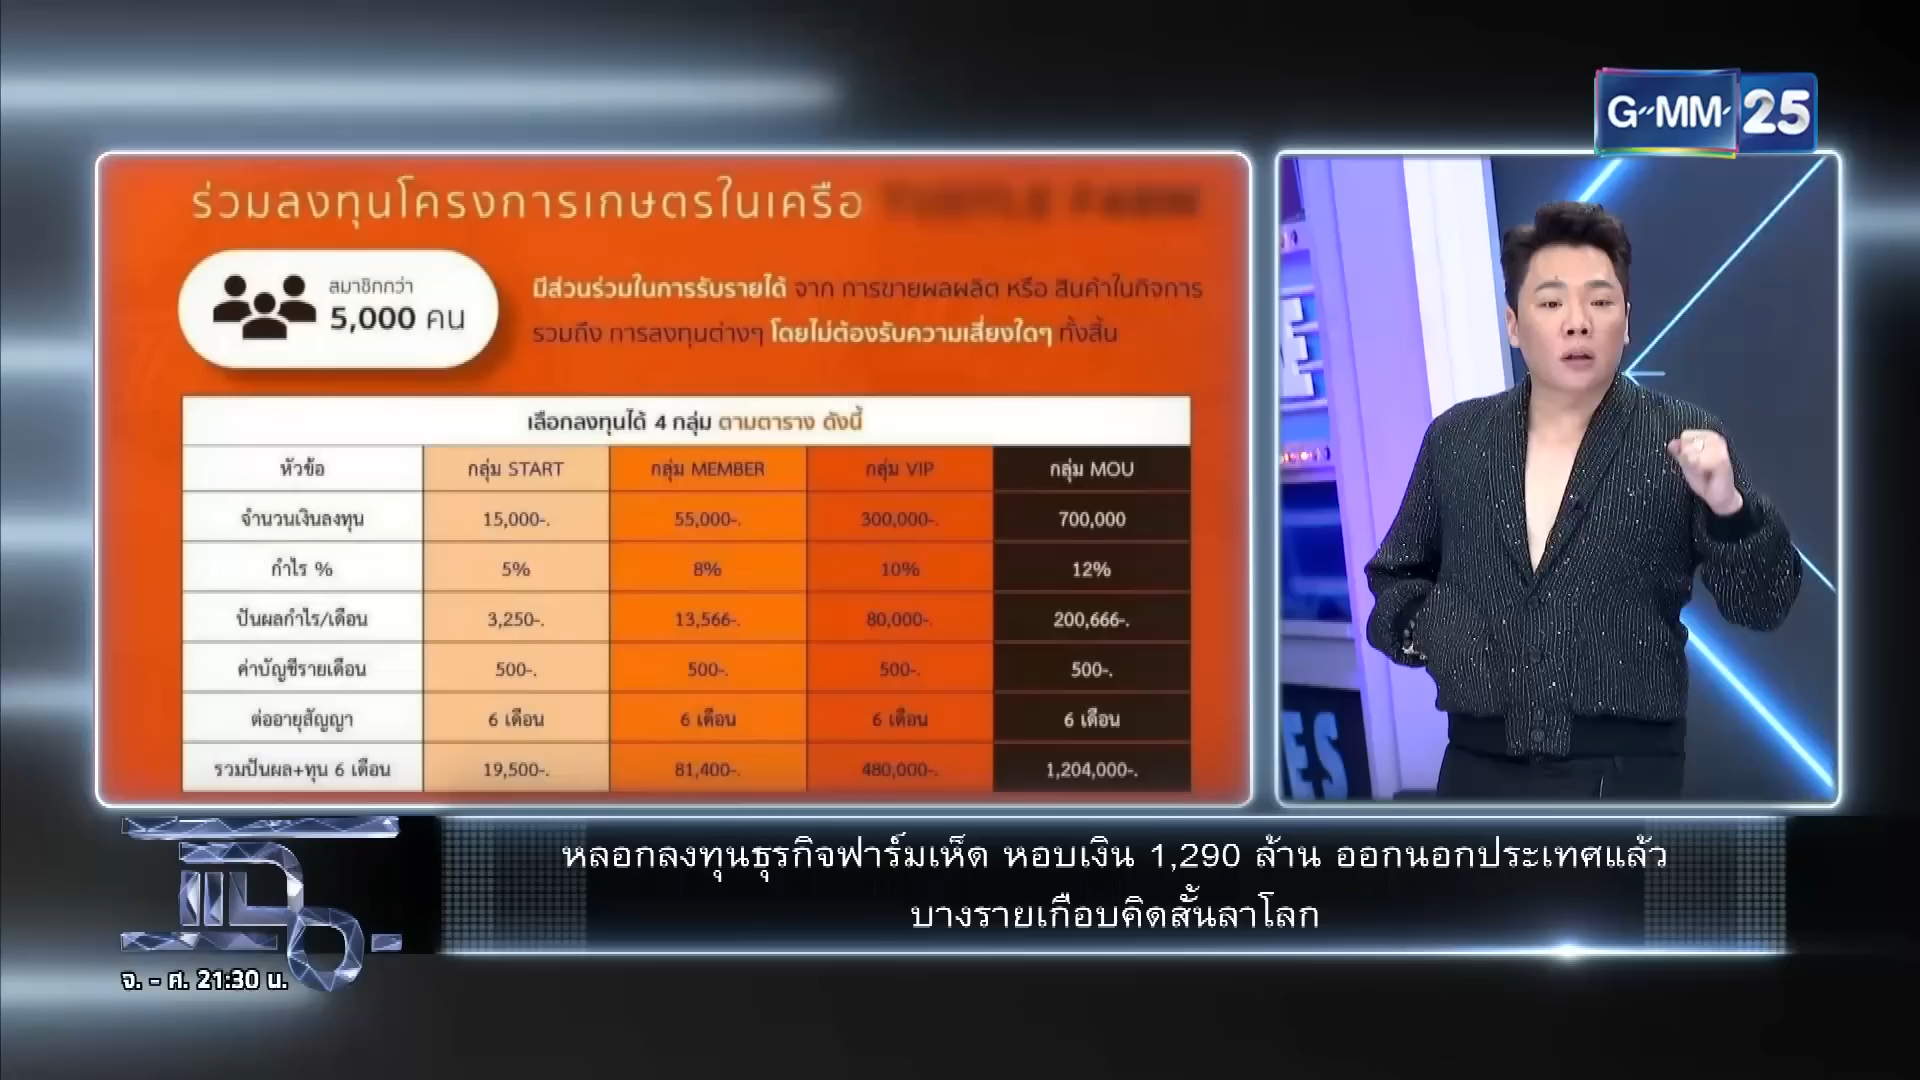 G-MM-25
ร่วมลงทุนโครงการเกษตรในเครือ
สมาชิกกว่า
5,000 คน
มีส่วนร่วมในการรับรายได้ จาก การขายผลผลิต หรือ สินค้าในกิจการ
รวมถึง การลงทุนต่างๆ โดยไม่ต้องรับความเสี่ยงใดๆ ทั้งสิ้น
เลือกลงทุนได้ 4 กลุ่ม ตามตาราง ดังนี้
หัวข้อ กลุ่ม START กลุ่ม MEMBER กลุ่ม VIP กลุ่ม MOU
จำนวนเงินลงทุน 15,000-. 55,000-. 300,000-. 700,000
กำไร % 5% 8% 10% 12%
ปันผลกำไร/เดือน 3,250-. 13,566-. 80,000-. 200,666-.
ค่าบัญชีรายเดือน 500-. 500-. 500-. 500-.
ต่ออายุสัญญา 6 เดือน 6 เดือน 6 เดือน 6 เดือน
รวมปันผล+ทุน 6 เดือน 19,500-. 81,400-. 480,000-. 1,204,000-.
หลอกลงทุนธุรกิจฟาร์มเห็ด หอบเงิน 1,290 ล้าน ออกนอกประเทศแล้ว
บางรายเกือบคิดสั้นลาโลก
แฉ
จ. - ศ. 21:30 น.